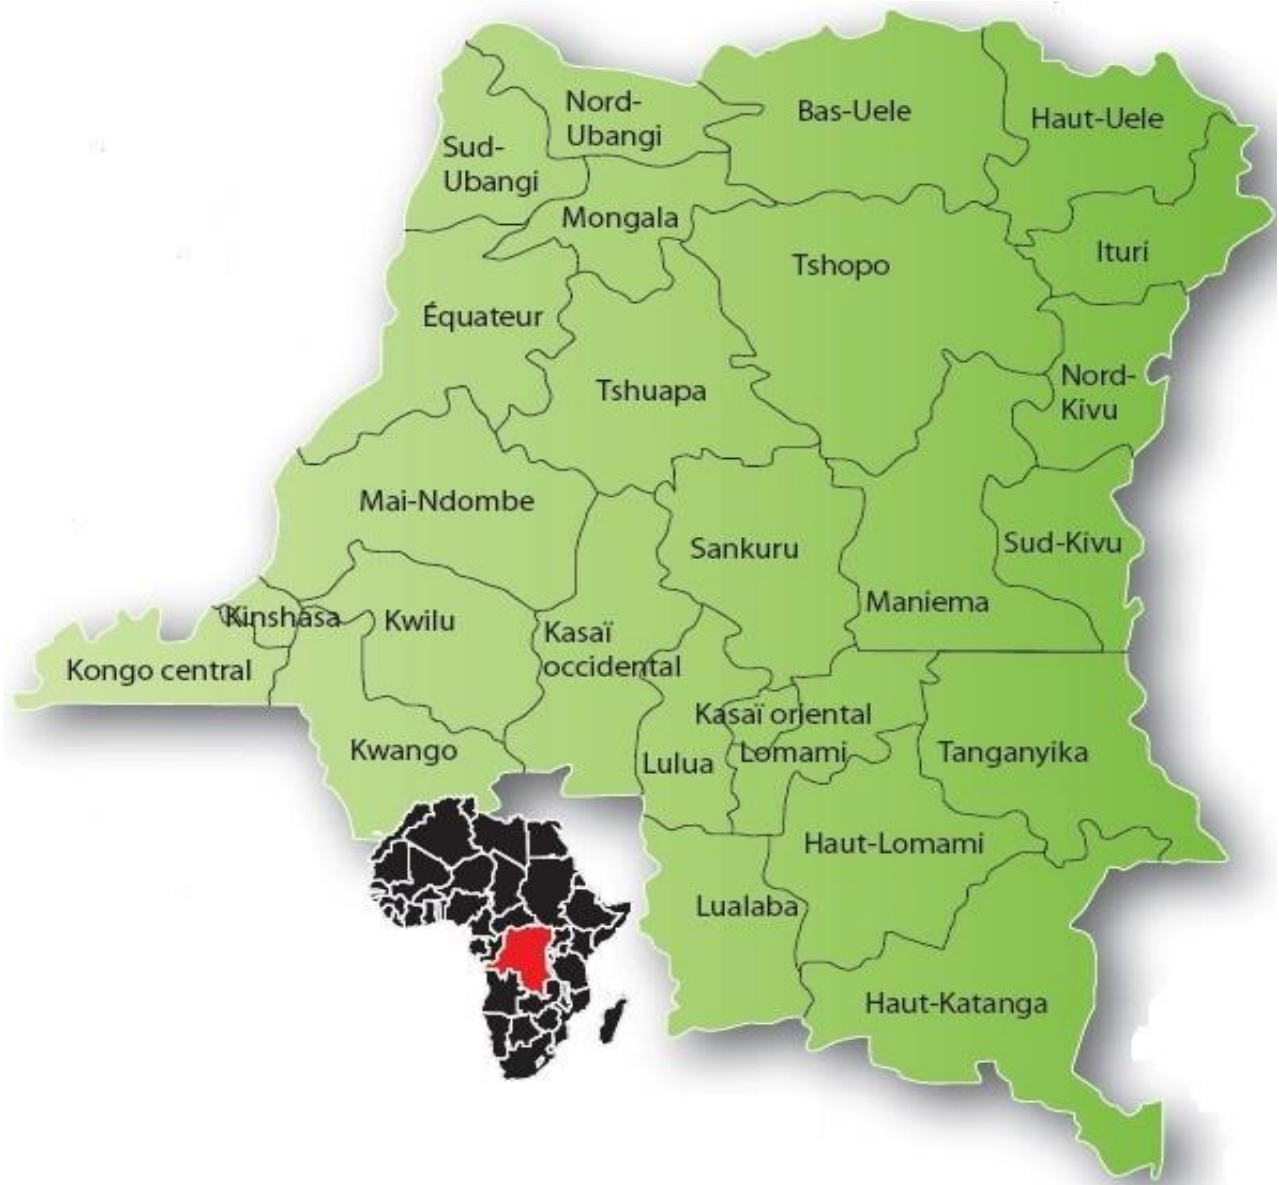 Bas-Uele
Nord-
Ubangi
Haut-Uele
Sud-
Ubangi
Mongala
Ituri
Tshopo
Équateur
Tshuapa
Nord-
Kivu
Mai-Ndombe
Sankuru
Sud-Kivu
Maniema
Kinshasa
Kwilu
Kasaï
occidental
Kongo central
Kasaï oriental
Kwango
Lulua
Lomami
Tanganyika
Haut-Lomami
Lualaba
Haut-Katanga